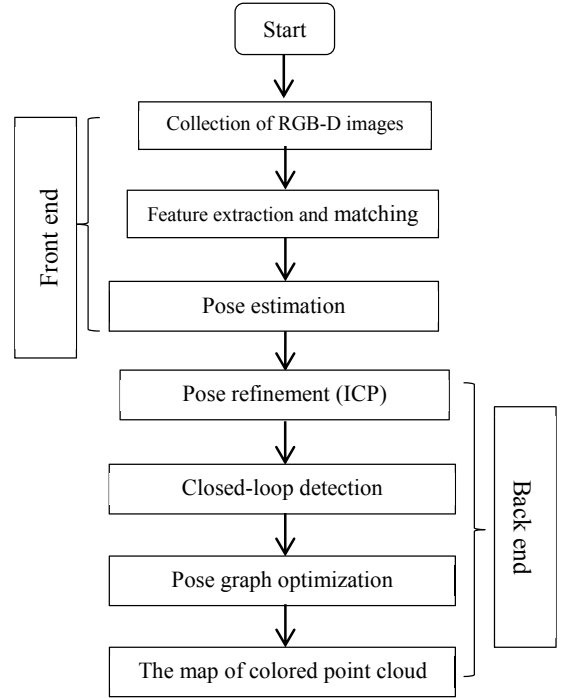 Start
Collection of RGB-D images
Feature extraction and matching
Front end
Pose estimation
Pose refinement (ICP)
Closed-loop detection
Back end
Pose graph optimization
The map of colored point cloud